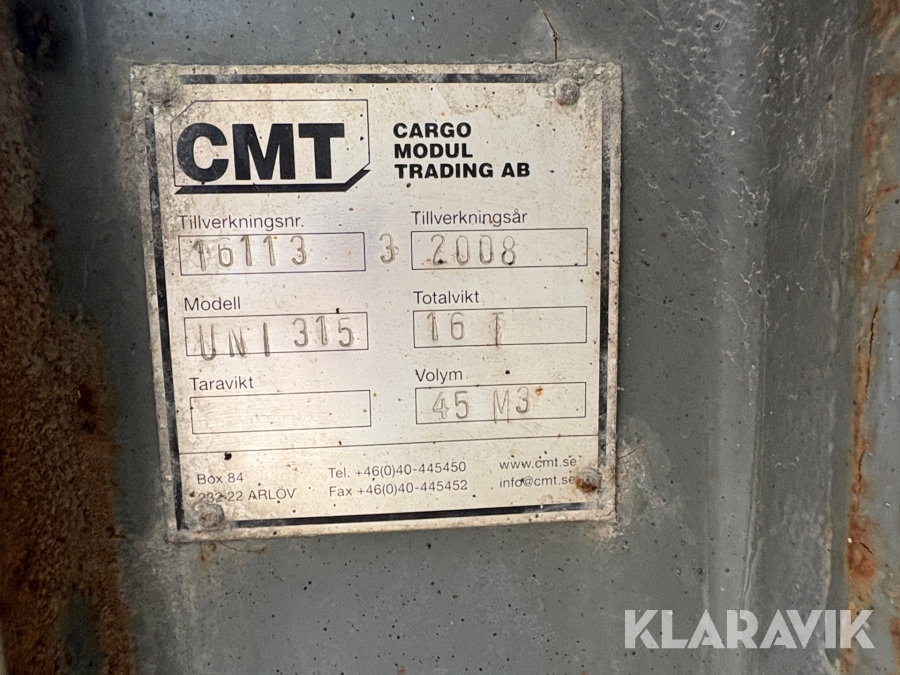 CMT
CARGO
MODUL
TRADING AB
Tillverkningsnr. Tillverkningsår
16113 3 2008
Modell Totalvikt
UNI 315 16 T
Taravikt Volym
45 M3
Box 84 Tel. +46(0)40-445450 www.cmt.se
232-22 ARLÖV Fax +46(0)40-445452 info@cmt.se
KLARAVIK